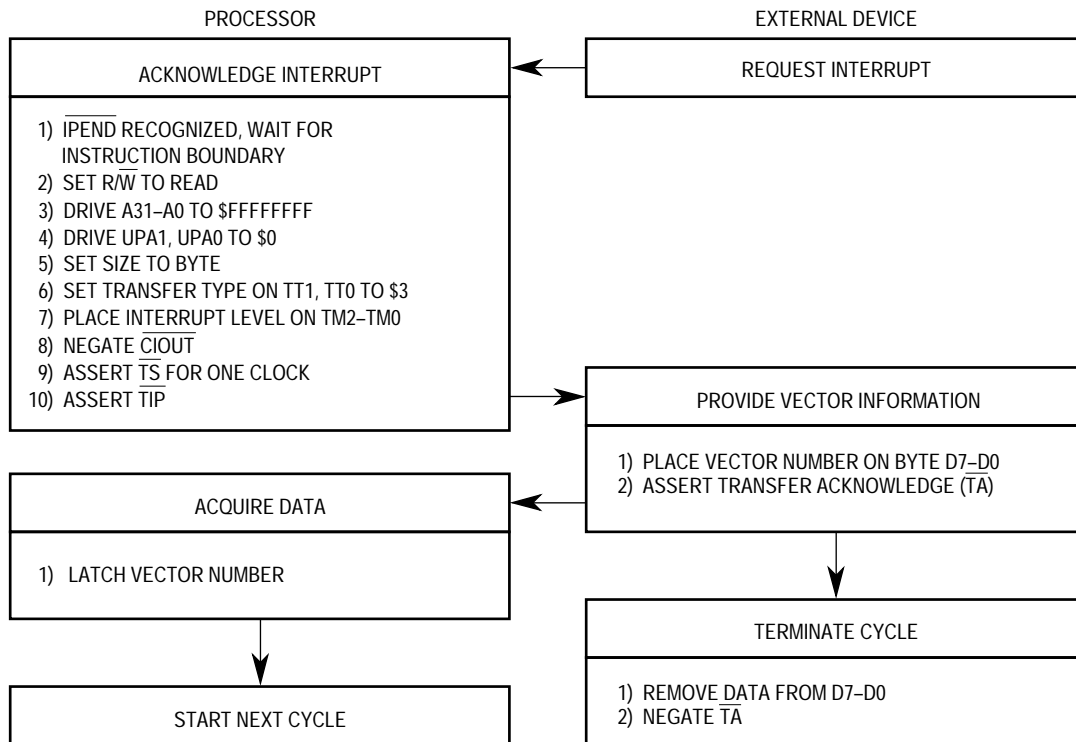 PROCESSOR
EXTERNAL DEVICE
ACKNOWLEDGE INTERRUPT
REQUEST INTERRUPT
1) IPEND RECOGNIZED, WAIT FOR
INSTRUCTION BOUNDARY
2) SET R/W TO READ
3) DRIVE A31–A0 TO $FFFFFFFF
4) DRIVE UPA1, UPA0 TO $0
5) SET SIZE TO BYTE
6) SET TRANSFER TYPE ON TT1, TT0 TO $3
7) PLACE INTERRUPT LEVEL ON TM2–TM0
8) NEGATE CIOUT
9) ASSERT TS FOR ONE CLOCK
10) ASSERT TIP
PROVIDE VECTOR INFORMATION
1) PLACE VECTOR NUMBER ON BYTE D7–D0
2) ASSERT TRANSFER ACKNOWLEDGE (TA)
ACQUIRE DATA
1) LATCH VECTOR NUMBER
TERMINATE CYCLE
1) REMOVE DATA FROM D7–D0
2) NEGATE TA
START NEXT CYCLE